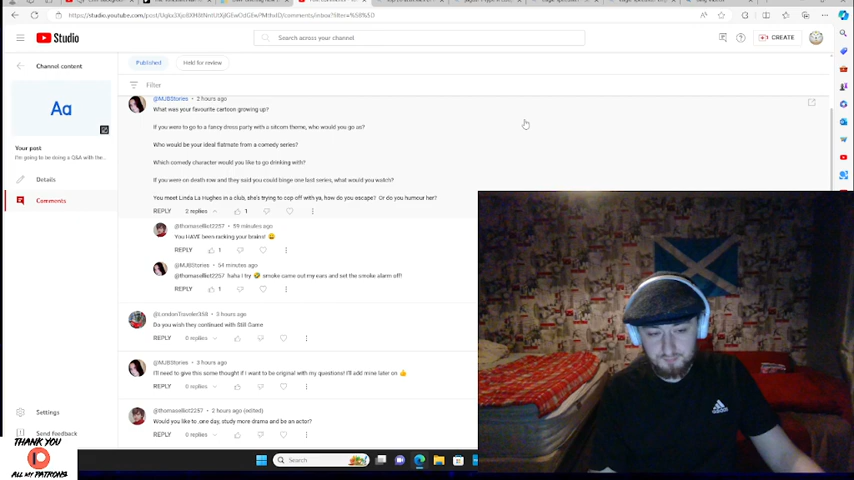 Studio
Search across your channel
CREATE
Channel content
Published
Held for review
Filter
Aa
Your post
I'm going to be doing a Q&A with the...
Details
Comments
@MJBStories • 2 hours ago
What was your favourite cartoon growing up?
If you were to go to a fancy dress party with a sitcom theme, who would you go as?
Who would be your ideal flatmate from a comedy series?
Which comedy character would you like to go drinking with?
If you were on death row and they said you could binge one last series, what would you watch?
You meet Linda La Hughes in a club, she's trying to cop off with ya, how do you escape? Or do you humour her?
REPLY 2 replies 1
@thomaselliot2257 • 59 minutes ago
You HAVE been racking your brains! 😄
REPLY 1
@MJBStories • 54 minutes ago
@thomaselliot2257 haha I try 🤣 smoke came out my ears and set the smoke alarm off!
REPLY 1
@LondonTraveler358 • 3 hours ago
Do you wish they continued with Still Game
REPLY 0 replies
@MJBStories • 3 hours ago
I'll need to give this some thought if I want to be original with my questions! I'll add mine later on 👍
REPLY 0 replies
@thomaselliot2257 • 2 hours ago (edited)
Would you like to ,one day, study more drama and be an actor?
REPLY 0 replies
Settings
Send feedback
THANK YOU
ALL MY PATRONS
Search
adidas